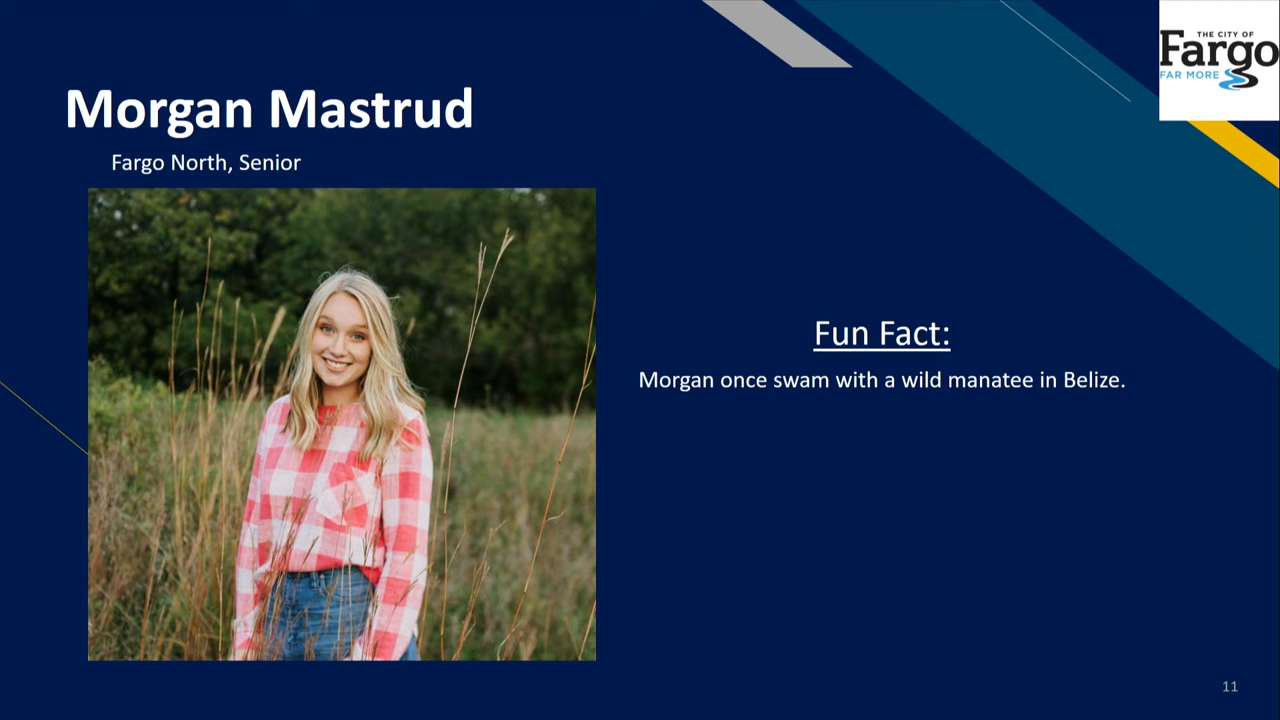 THE CITY OF
Fargo
FAR MORE
Morgan Mastrud
Fargo North, Senior
Fun Fact:
Morgan once swam with a wild manatee in Belize.
11